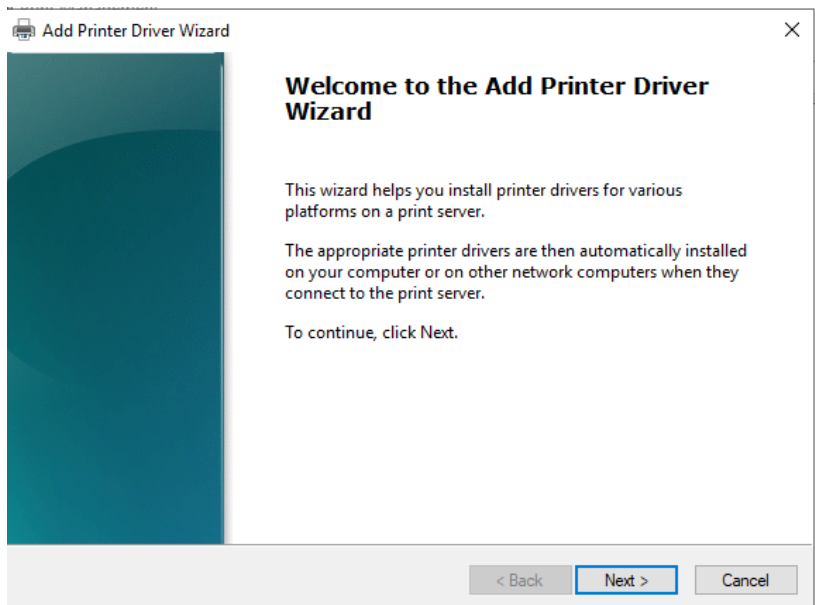 Add Printer Driver Wizard
Welcome to the Add Printer Driver
Wizard
This wizard helps you install printer drivers for various
platforms on a print server.
The appropriate printer drivers are then automatically installed
on your computer or on other network computers when they
connect to the print server.
To continue, click Next.
< Back Next > Cancel